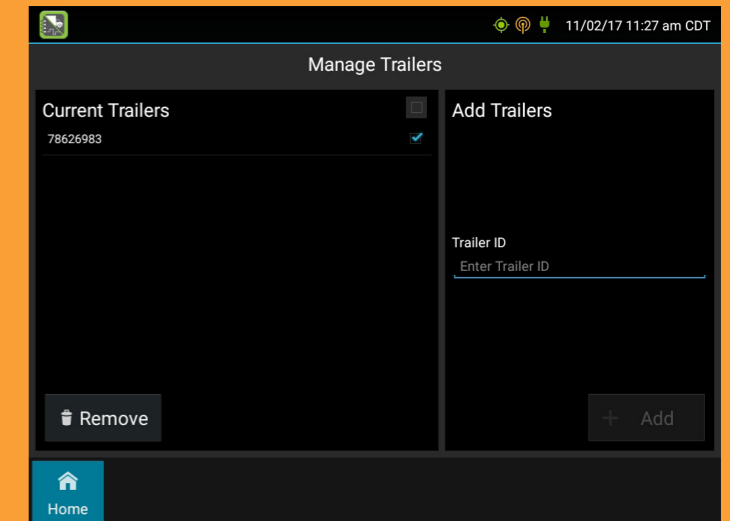 11/02/17 11:27 am CDT
Manage Trailers
Current Trailers
78626983
Add Trailers
Trailer ID
Enter Trailer ID
Remove
+ Add
Home